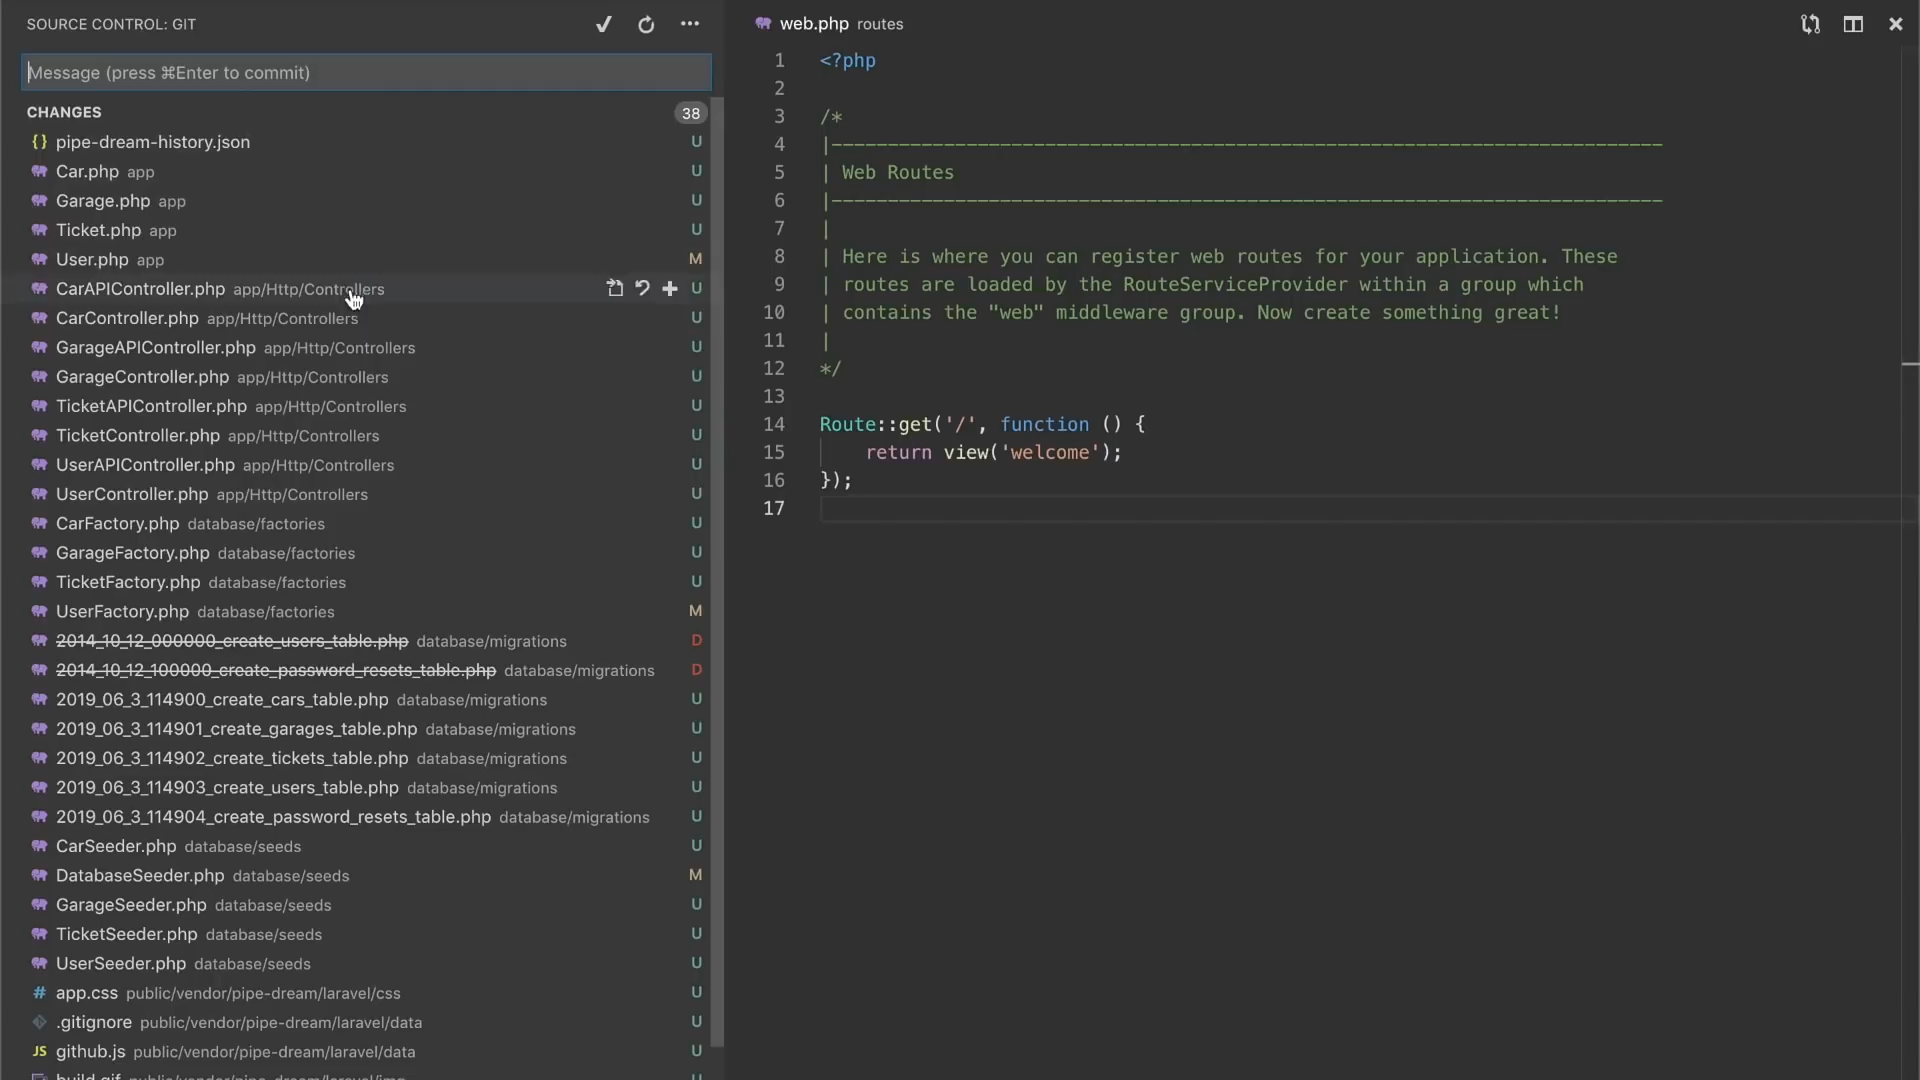 SOURCE CONTROL: GIT
Message (press ⌘Enter to commit)
CHANGES 38
{} pipe-dream-history.json U
Car.php app U
Garage.php app U
Ticket.php app U
User.php app M
CarAPIController.php app/Http/Controllers U
CarController.php app/Http/Controllers U
GarageAPIController.php app/Http/Controllers U
GarageController.php app/Http/Controllers U
TicketAPIController.php app/Http/Controllers U
TicketController.php app/Http/Controllers U
UserAPIController.php app/Http/Controllers U
UserController.php app/Http/Controllers U
CarFactory.php database/factories U
GarageFactory.php database/factories U
TicketFactory.php database/factories U
UserFactory.php database/factories M
2014_10_12_000000_create_users_table.php database/migrations D
2014_10_12_100000_create_password_resets_table.php database/migrations D
2019_06_3_114900_create_cars_table.php database/migrations U
2019_06_3_114901_create_garages_table.php database/migrations U
2019_06_3_114902_create_tickets_table.php database/migrations U
2019_06_3_114903_create_users_table.php database/migrations U
2019_06_3_114904_create_password_resets_table.php database/migrations U
CarSeeder.php database/seeds U
DatabaseSeeder.php database/seeds M
GarageSeeder.php database/seeds U
TicketSeeder.php database/seeds U
UserSeeder.php database/seeds U
# app.css public/vendor/pipe-dream/laravel/css U
.gitignore public/vendor/pipe-dream/laravel/data U
JS github.js public/vendor/pipe-dream/laravel/data U
build.gif public/vendor/pipe-dream/laravel/img U
web.php routes
1 <?php
2
3 /*
4 |--------------------------------------------------------------------------
5 | Web Routes
6 |--------------------------------------------------------------------------
7 |
8 | Here is where you can register web routes for your application. These
9 | routes are loaded by the RouteServiceProvider within a group which
10 | contains the "web" middleware group. Now create something great!
11 |
12 */
13
14 Route::get('/', function () {
15 return view('welcome');
16 });
17